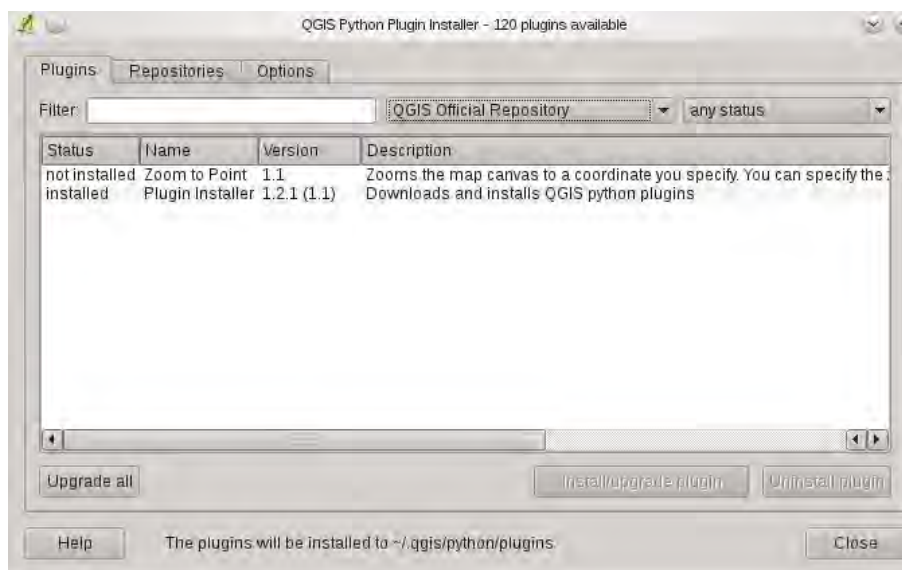 QGIS Python Plugin Installer - 120 plugins available
Plugins Repositories Options
Filter QGIS Official Repository any status
Status Name Version Description
not installed Zoom to Point 1.1 Zooms the map canvas to a coordinate you specify. You can specify the
installed Plugin Installer 1.2.1 (1.1) Downloads and installs QGIS python plugins
Upgrade all Install/upgrade plugin Uninstall plugin
Help The plugins will be installed to ~/.qgis/python/plugins Close